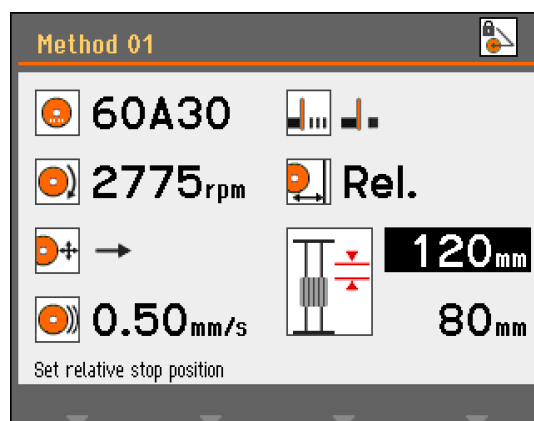 Method 01
60A30
2775rpm Rel.
120mm
0.50mm/s 80mm
Set relative stop position